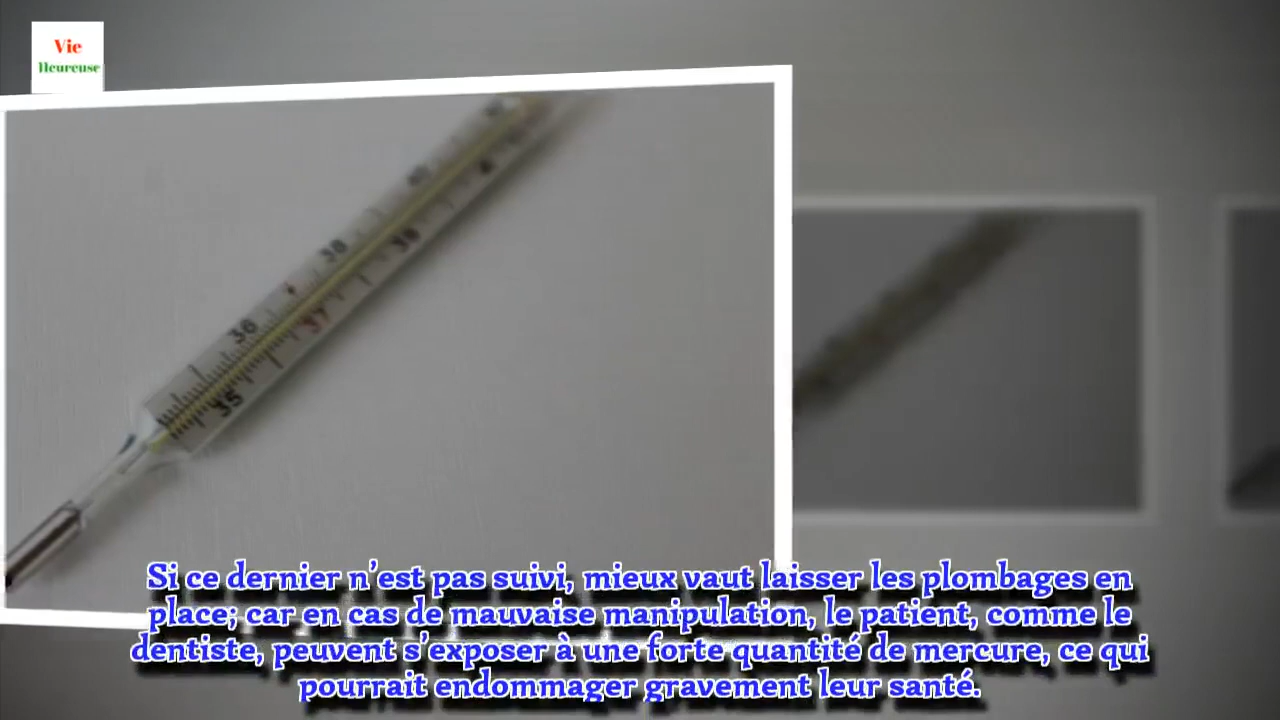 Vie
Heureuse
40
38
39
37
36
35
Si ce dernier n'est pas suivi, mieux vaut laisser les plombages en
place; car en cas de mauvaise manipulation, le patient, comme le
dentiste, peuvent s'exposer à une forte quantité de mercure, ce qui
pourrait endommager gravement leur santé.